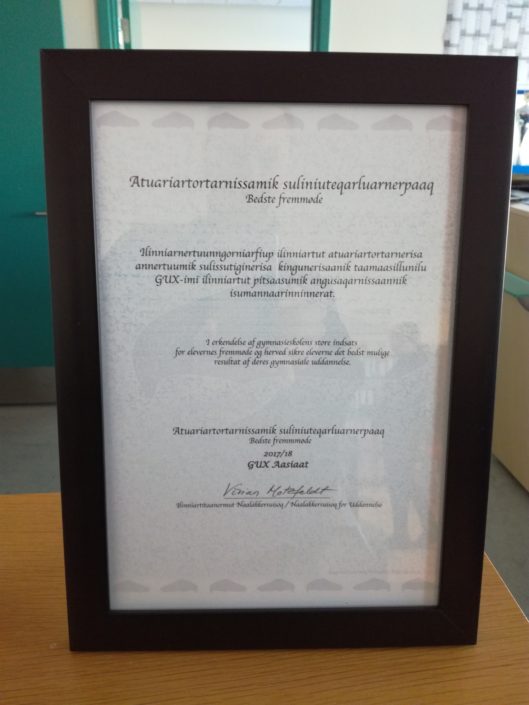 Atuariartortarnissamik suliniuteqarluarnerpaaq
Bedste fremmøde
Ilinniarnertuunngorniarfiup ilinniartut atuariartortarnerisa
annertuumik sulissutiginerisa kingunerisaanik taamaasillunilu
GUX-imi ilinniartut pitsaasumik angusaqarnissaannik
isumannaarinninnerat.
I erkendelse af gymnasieskolens store indsats
for elevernes fremmøde og herved sikre eleverne det bedst mulige
resultat af deres gymnasiale uddannelse.
Atuariartortarnissamik suliniuteqarluarnerpaaq
Bedste fremmøde
2017/18
GUX Aasiaat
Vivian Motzfeldt
Ilinniartitaanermut Naalakkersuisoq / Naalakkersuisoq for Uddannelse